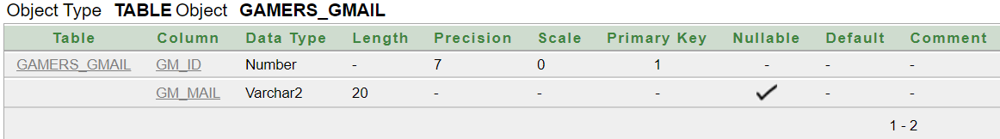 Object Type TABLE Object GAMERS_GMAIL
Table Column Data Type Length Precision Scale Primary Key Nullable Default Comment
GAMERS_GMAIL GM_ID Number - 7 0 1 - - -
GM_MAIL Varchar2 20 - - - ✓ - -
1 - 2